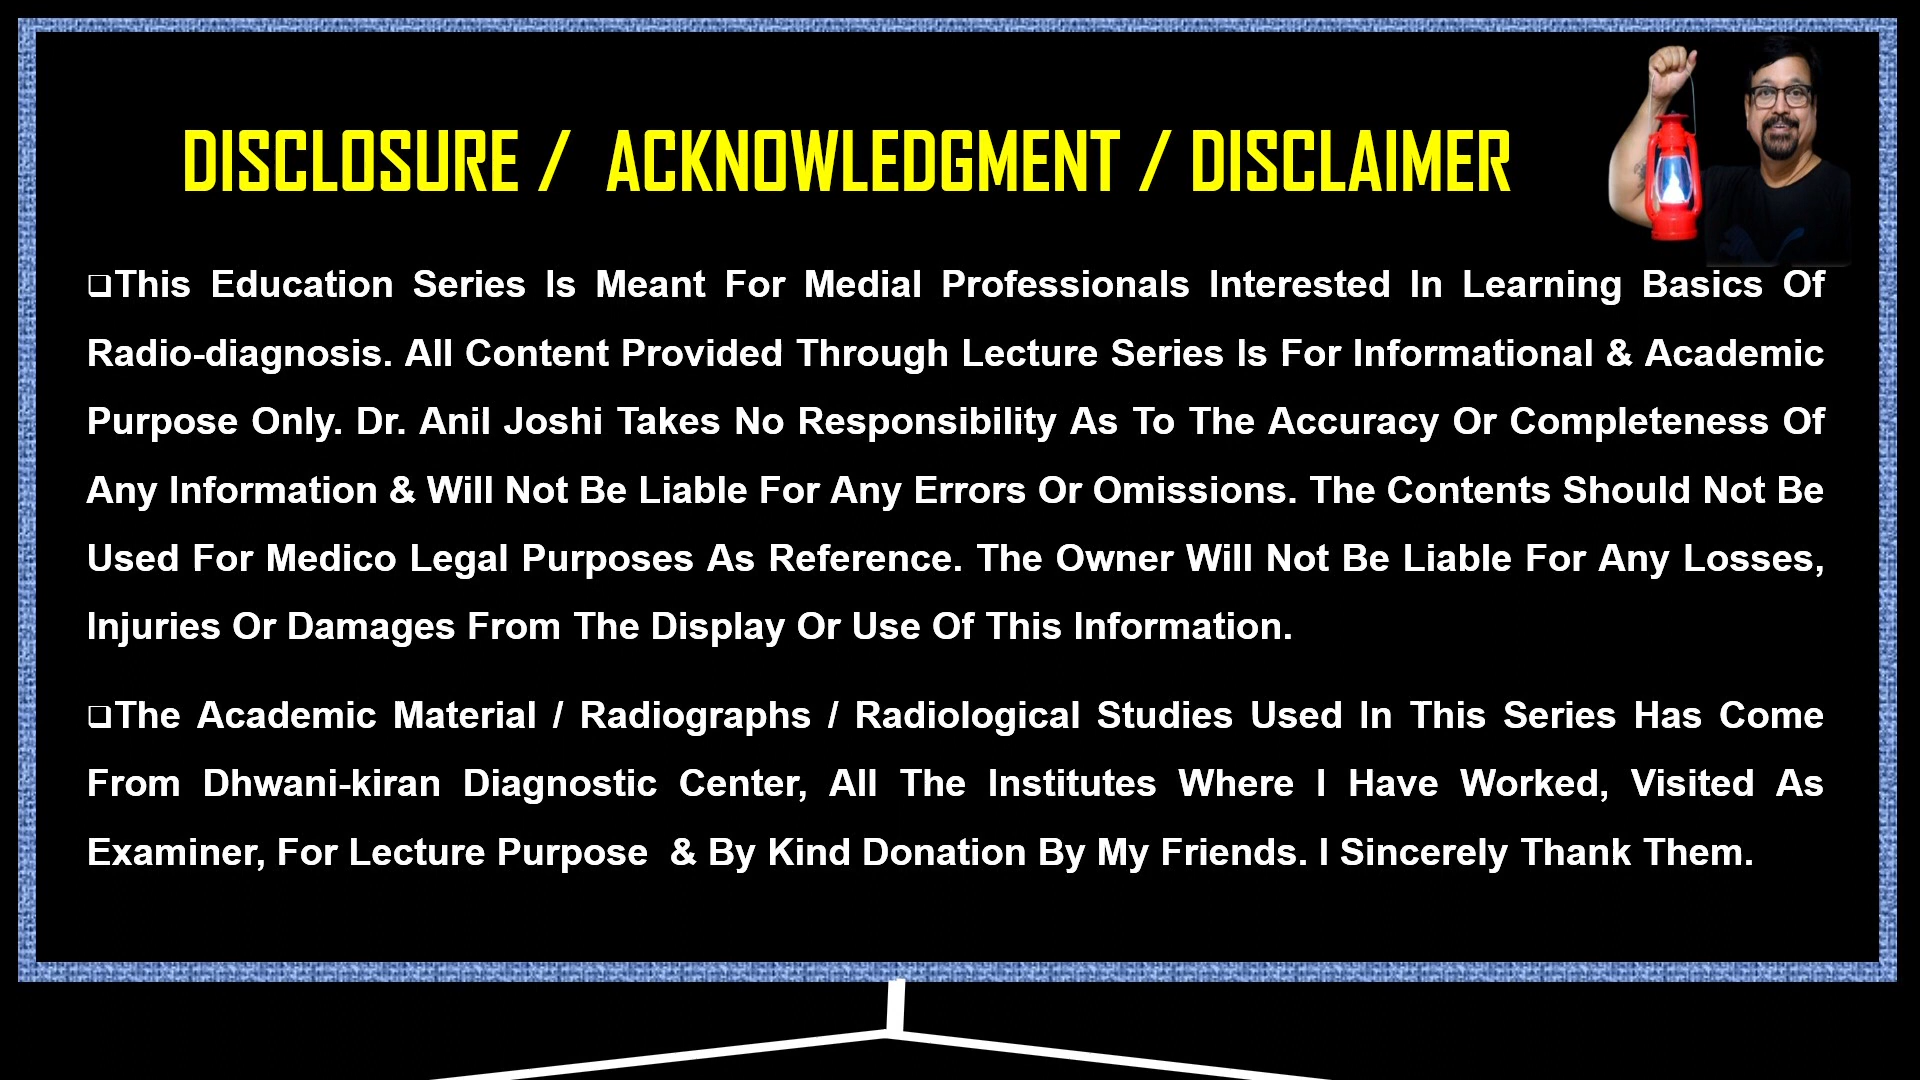 DISCLOSURE / ACKNOWLEDGMENT / DISCLAIMER
❑This Education Series Is Meant For Medial Professionals Interested In Learning Basics Of
Radio-diagnosis. All Content Provided Through Lecture Series Is For Informational & Academic
Purpose Only. Dr. Anil Joshi Takes No Responsibility As To The Accuracy Or Completeness Of
Any Information & Will Not Be Liable For Any Errors Or Omissions. The Contents Should Not Be
Used For Medico Legal Purposes As Reference. The Owner Will Not Be Liable For Any Losses,
Injuries Or Damages From The Display Or Use Of This Information.
❑The Academic Material / Radiographs / Radiological Studies Used In This Series Has Come
From Dhwani-kiran Diagnostic Center, All The Institutes Where I Have Worked, Visited As
Examiner, For Lecture Purpose & By Kind Donation By My Friends. I Sincerely Thank Them.